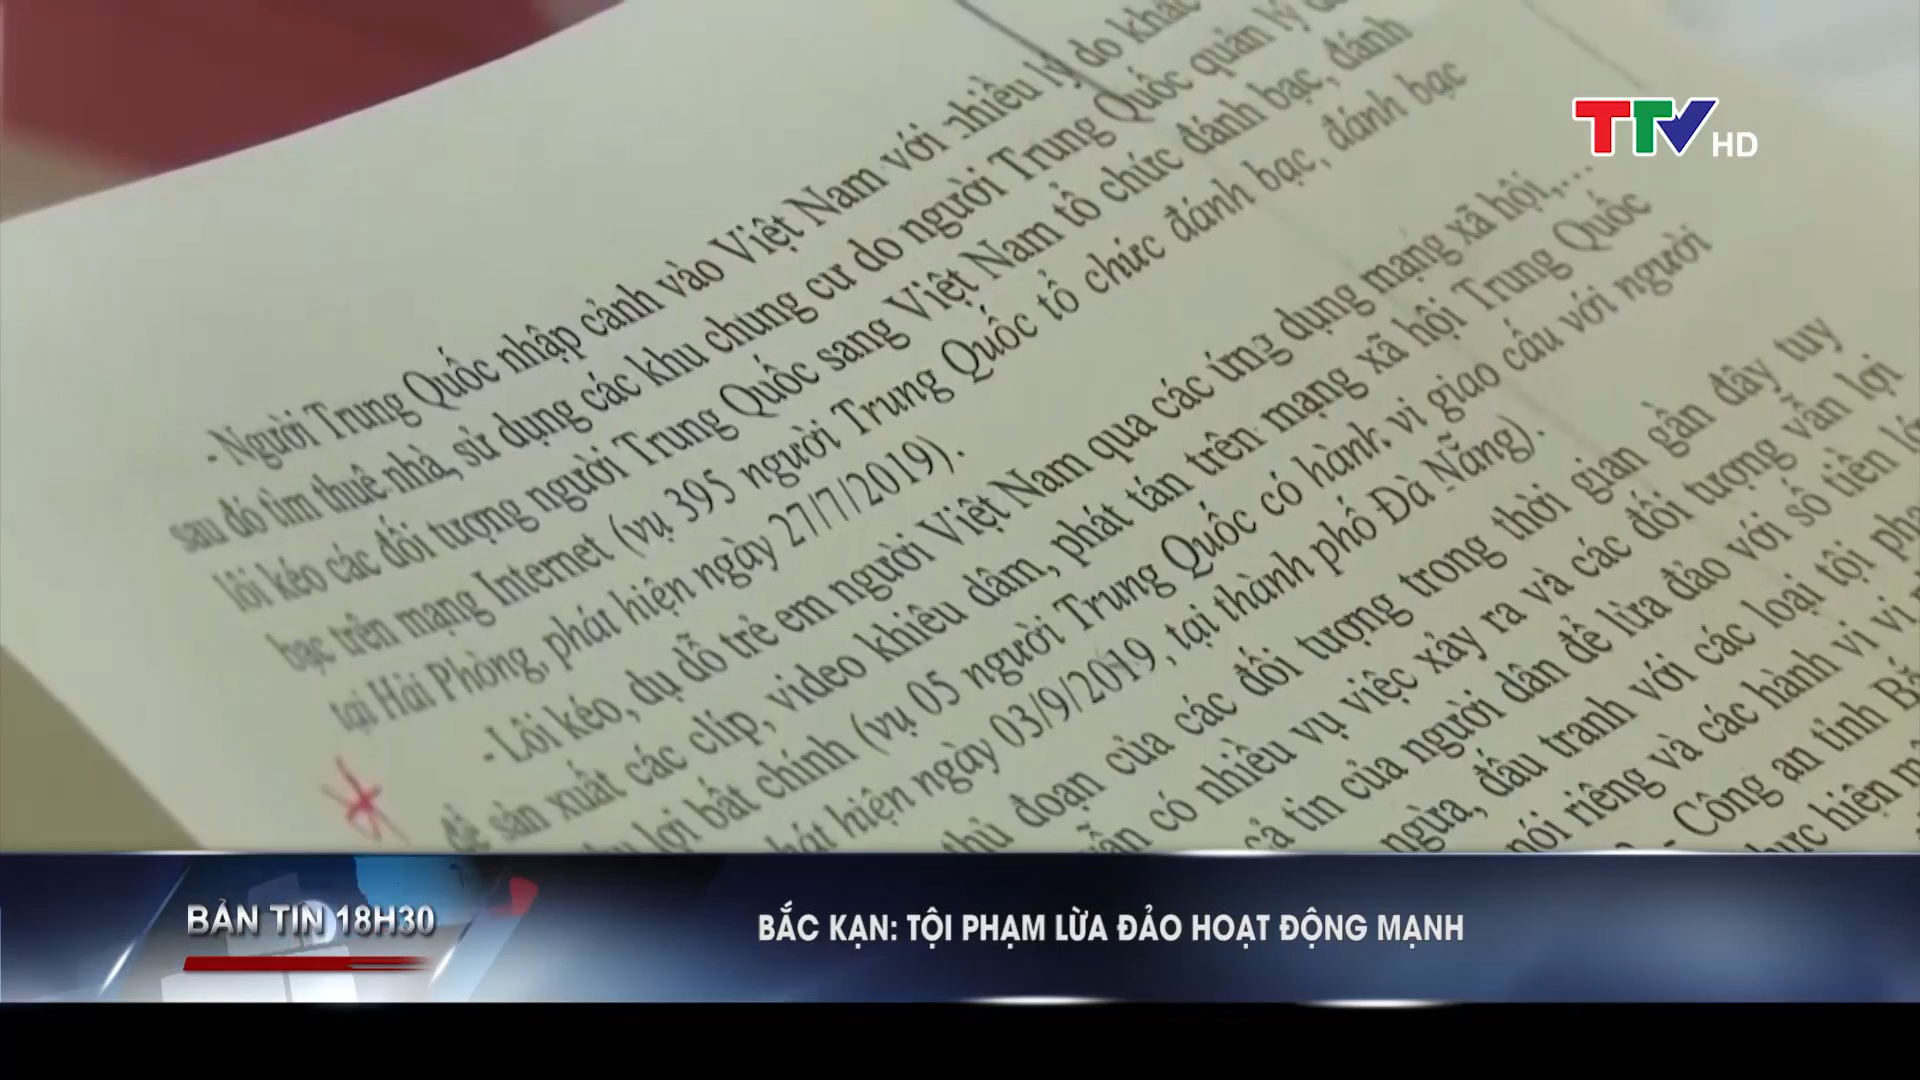 TTV HD
- Người Trung Quốc nhập cảnh vào Việt Nam với nhiều lý do khác
sau đó tìm thuê nhà, sử dụng các khu chung cư do người Trung Quốc quản lý
lôi kéo các đối tượng người Trung Quốc sang Việt Nam tổ chức đánh bạc, đánh
bạc trên mạng Internet (vụ 395 người Trung Quốc tổ chức đánh bạc, đánh bạc
tại Hải Phòng, phát hiện ngày 27/7/2019).
- Lôi kéo, dụ dỗ trẻ em người Việt Nam qua các ứng dụng mạng xã hội,...
để sản xuất các clíp, video khiêu dâm, phát tán trên mạng xã hội Trung Quốc
lợi bất chính (vụ 05 người Trung Quốc có hành vi giao cấu với người
phát hiện ngày 03/9/2019, tại thành phố Đà Nẵng).
thủ đoạn của các đối tượng trong thời gian gần đây tuy
vẫn có nhiều vụ việc xảy ra và các đối tượng vẫn lợi
cả tin của người dân để lừa đảo với số tiền
ngừa, đấu tranh với các loại tội
nói riêng và các hành vi
- Công an tỉnh
hiện
BẢN TIN 18H30
BẮC KẠN: TỘI PHẠM LỪA ĐẢO HOẠT ĐỘNG MẠNH